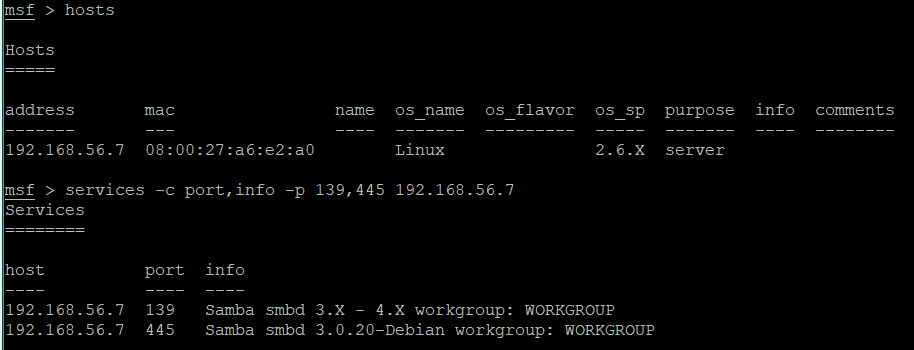 msf > hosts
Hosts
=====
address mac name os_name os_flavor os_sp purpose info comments
------- --- ---- ------- --------- ----- ------- ---- --------
192.168.56.7 08:00:27:a6:e2:a0 Linux 2.6.X server
msf > services -c port,info -p 139,445 192.168.56.7
Services
========
host port info
---- ---- ----
192.168.56.7 139 Samba smbd 3.X - 4.X workgroup: WORKGROUP
192.168.56.7 445 Samba smbd 3.0.20-Debian workgroup: WORKGROUP